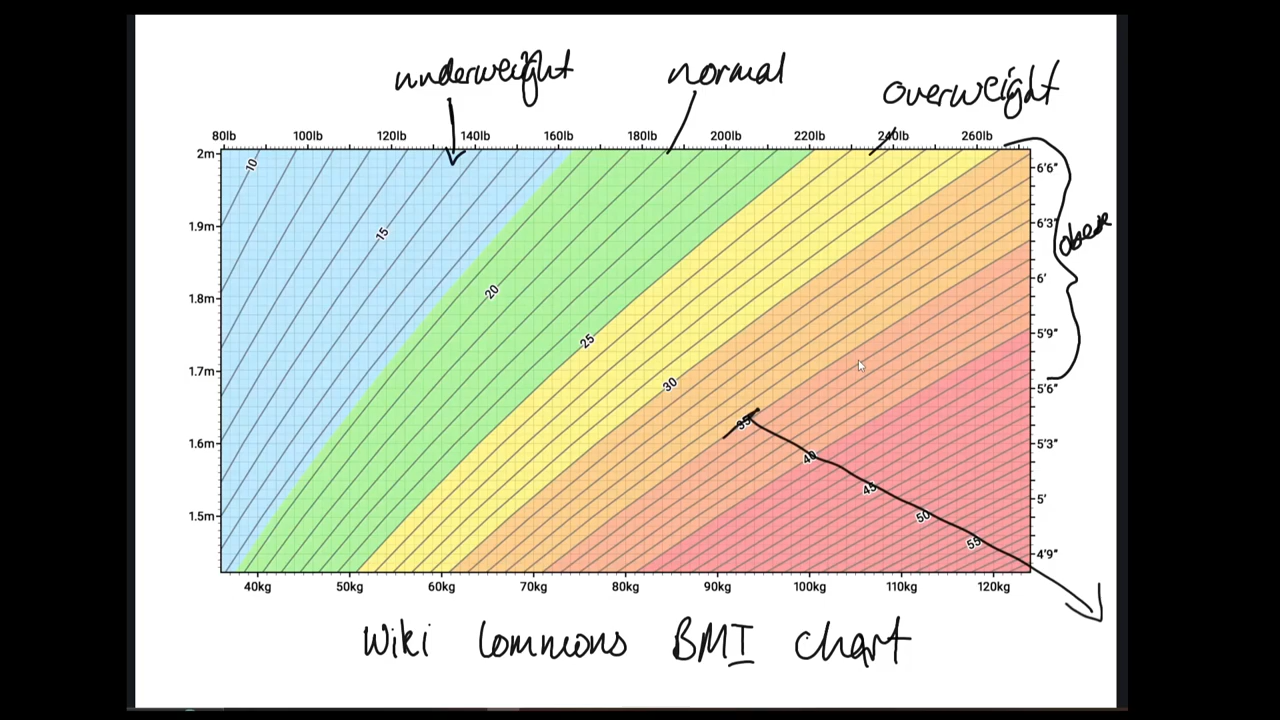 underweight normal overweight
80lb 100lb 120lb 140lb 160lb 180lb 200lb 220lb 240lb 260lb
2m 10 6'6"
1.9m 15 6'3" obese
1.8m 20 6'
25 5'9"
1.7m 30 5'6"
35
1.6m 40 5'3"
45
1.5m 50 5'
55 4'9"
40kg 50kg 60kg 70kg 80kg 90kg 100kg 110kg 120kg
Wiki Commons BMI chart